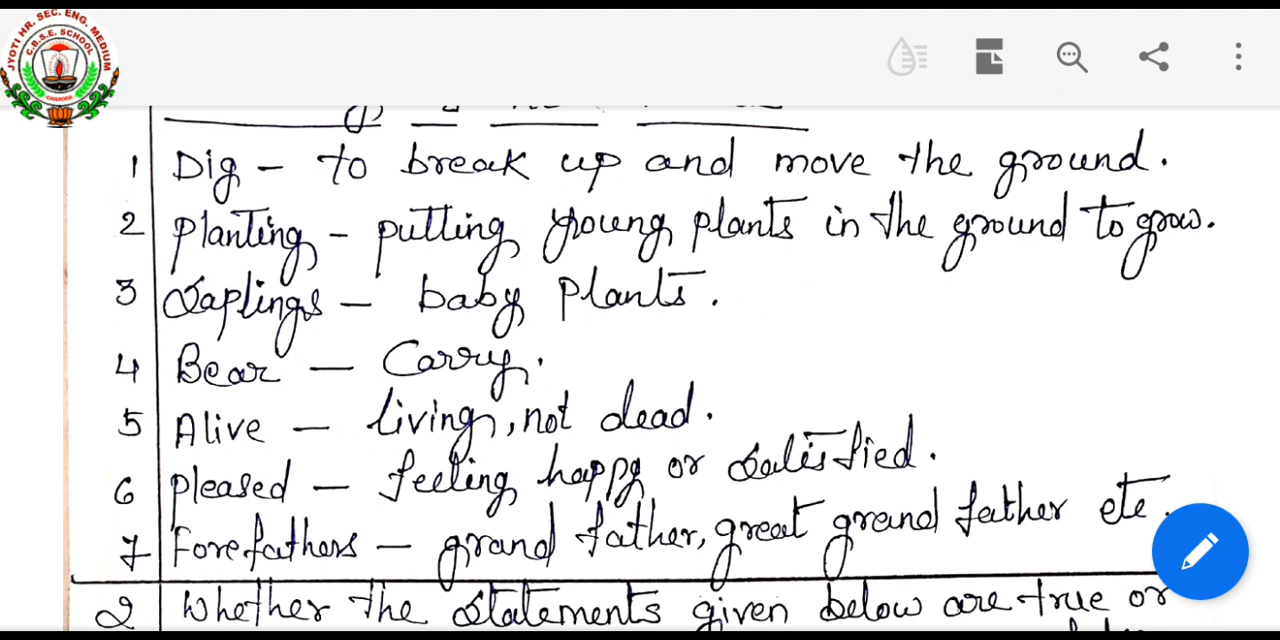 JYOTI HR. SEC. ENG. MEDIUM
C.B.S.E. SCHOOL
1 Dig - to break up and move the ground.
2 Planting - putting young plants in the ground to grow.
3 Saplings - baby plants.
4 Bear - Carry.
5 Alive - living, not dead.
6 Pleased - feeling happy or satisfied.
7 Forefathers - grand father, great grand father etc.
2 Whether the statements given below are true or